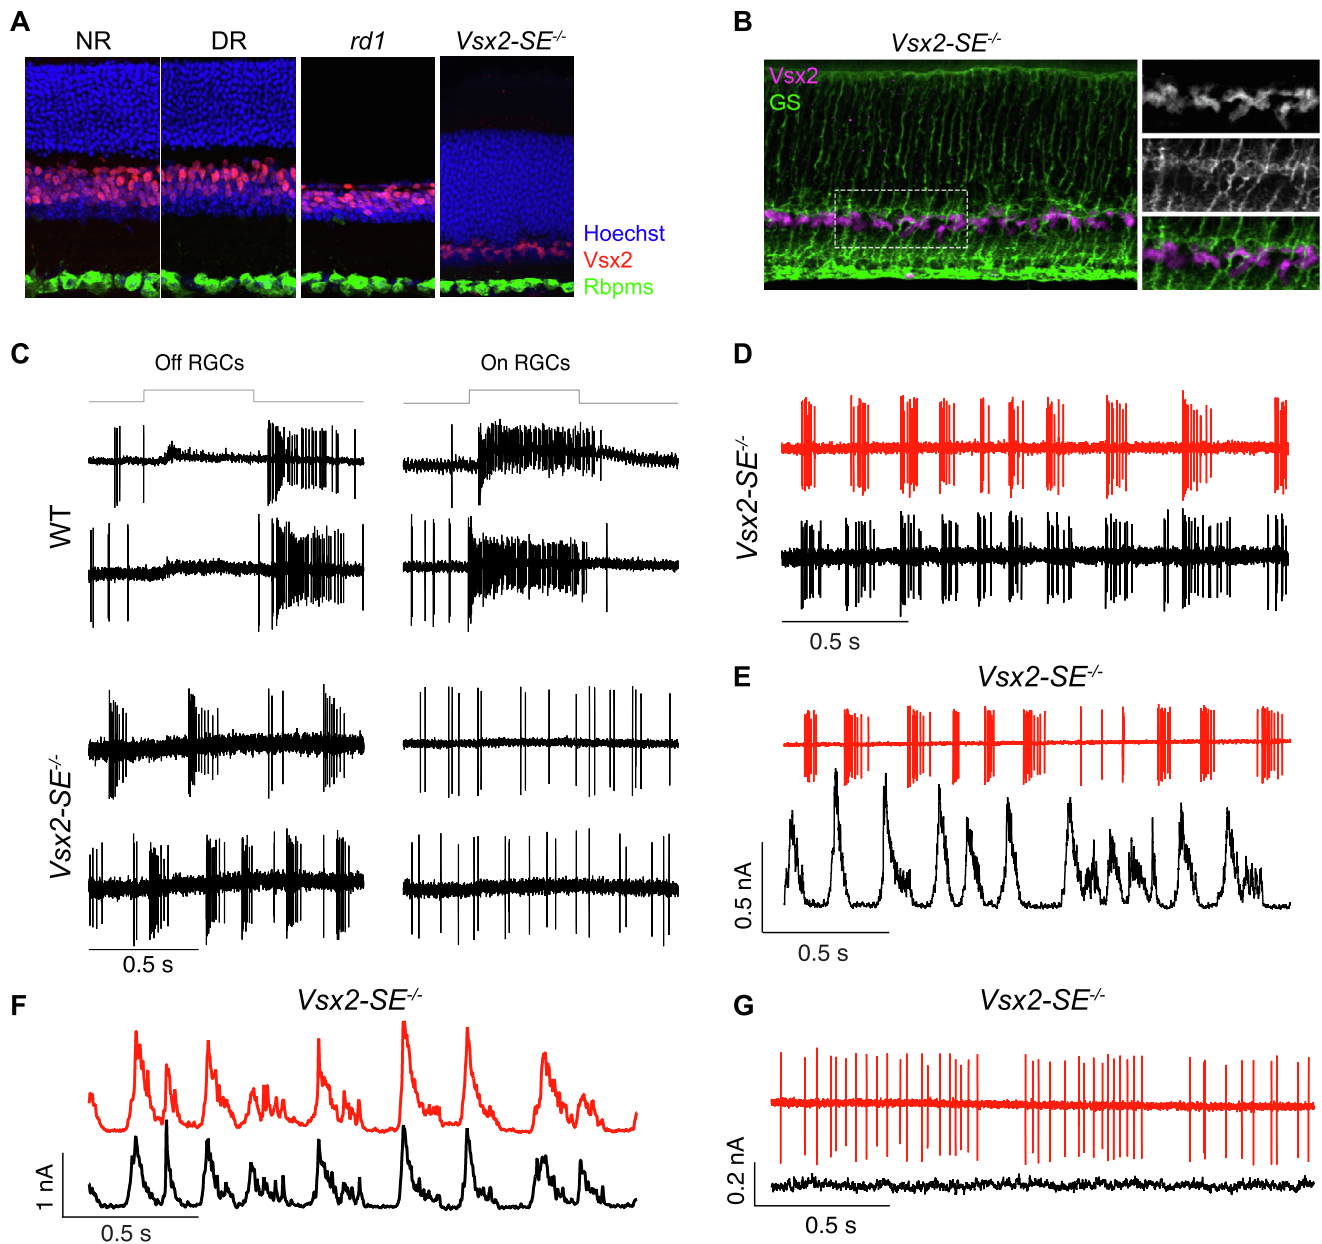 A
NR
DR
rd1
Vsx2-SE-/-
Hoechst
Vsx2
Rbpms
B
Vsx2-SE-/-
Vsx2
GS
C
Off RGCs
On RGCs
WT
Vsx2-SE-/-
0.5 s
D
Vsx2-SE-/-
0.5 s
E
Vsx2-SE-/-
0.5 nA
0.5 s
F
Vsx2-SE-/-
1 nA
0.5 s
G
Vsx2-SE-/-
0.2 nA
0.5 s